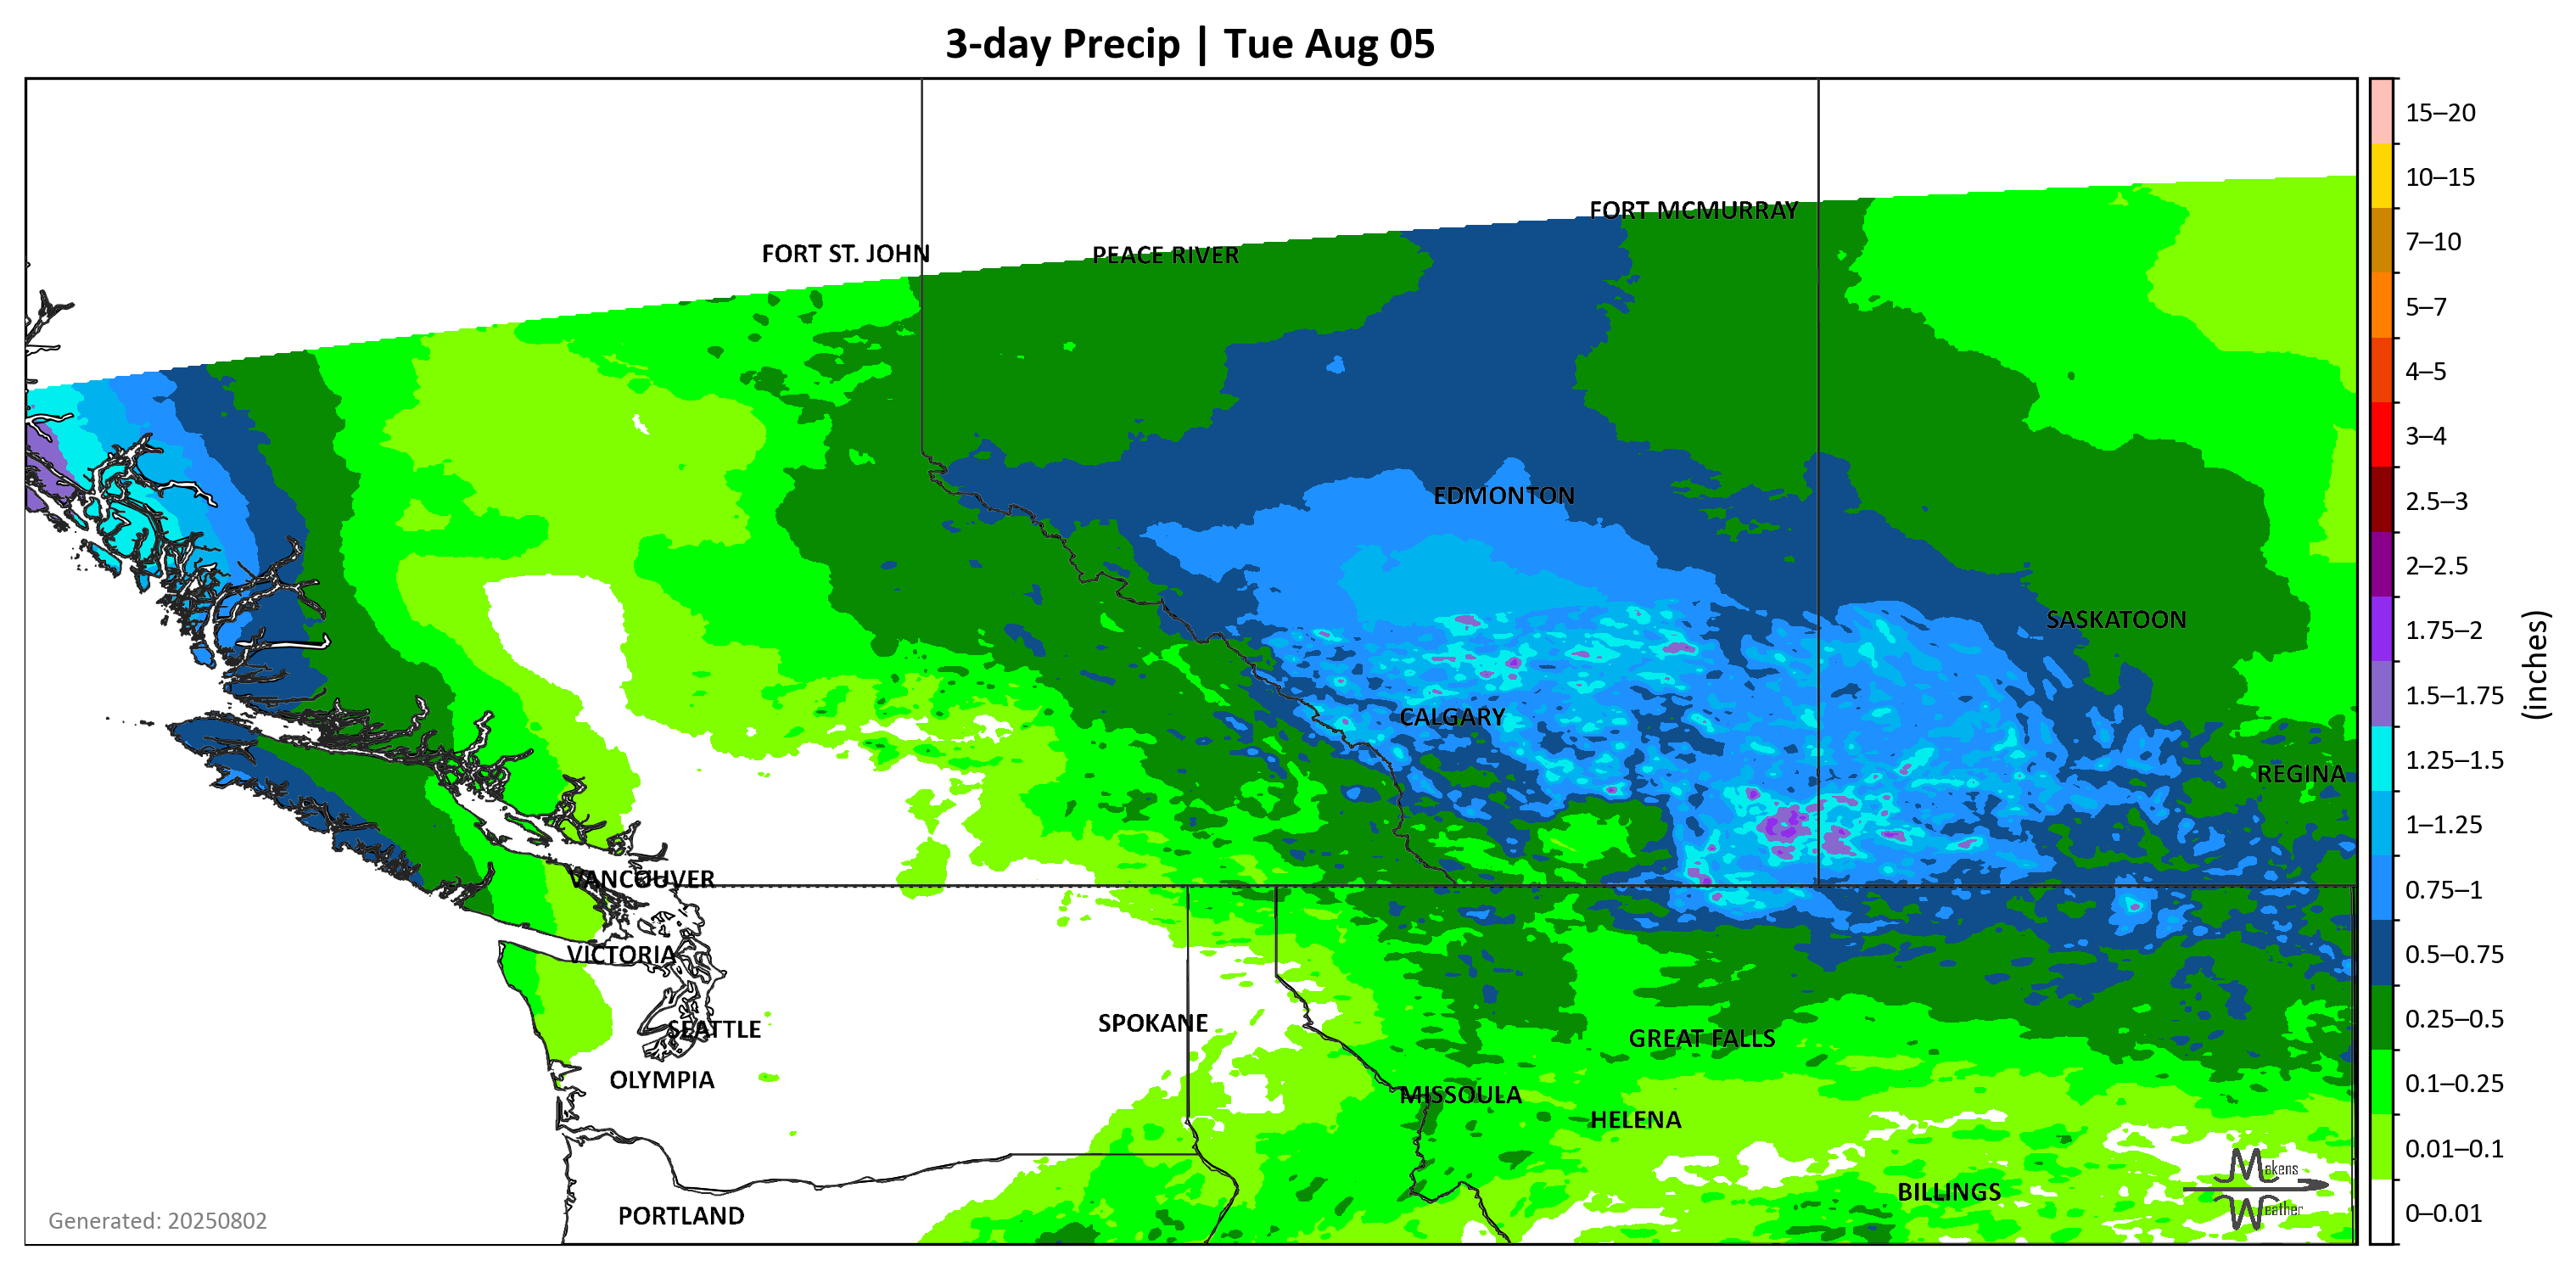 3-day Precip | Tue Aug 05
15–20
10–15
FORT MCMURRAY
7–10
FORT ST. JOHN
PEACE RIVER
5–7
4–5
3–4
2.5–3
EDMONTON
2–2.5
SASKATOON
1.75–2
(inches)
1.5–1.75
CALGARY
1.25–1.5
REGINA
1–1.25
VANCOUVER
0.75–1
VICTORIA
0.5–0.75
SPOKANE
0.25–0.5
SEATTLE
GREAT FALLS
OLYMPIA
0.1–0.25
MISSOULA
HELENA
0.01–0.1
Makens
Weather
BILLINGS
PORTLAND
0–0.01
Generated: 20250802